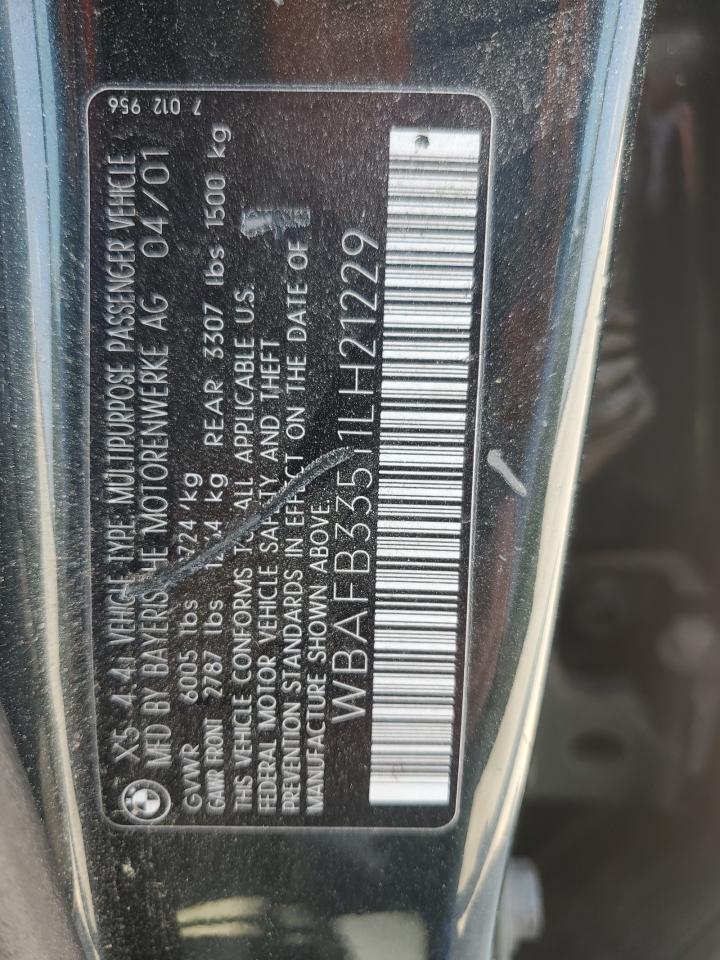 7 012 956
X5 4.4i VEHICLE TYPE: MULTIPURPOSE PASSENGER VEHICLE
MFD BY BAYERISCHE MOTORENWERKE AG 04/01
GVWR 6005 lbs 2724 kg
GAWR FRONT 2787 lbs 1264 kg REAR 3307 lbs 1500 kg
THIS VEHICLE CONFORMS TO ALL APPLICABLE U.S.
FEDERAL MOTOR VEHICLE SAFETY AND THEFT
PREVENTION STANDARDS IN EFFECT ON THE DATE OF
MANUFACTURE SHOWN ABOVE.
WBAFB33511LH21229
BMW